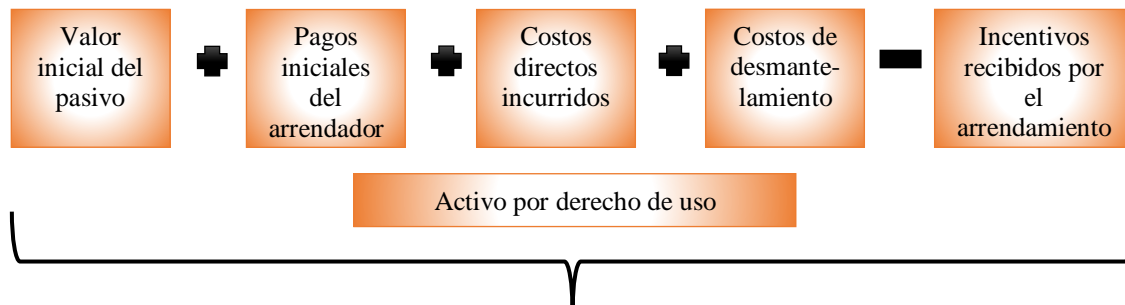 Valor
inicial del
pasivo
Pagos
iniciales
del
arrendador
Costos
directos
incurridos
Costos de
desmante-
lamiento
Incentivos
recibidos por
el
arrendamiento
Activo por derecho de uso